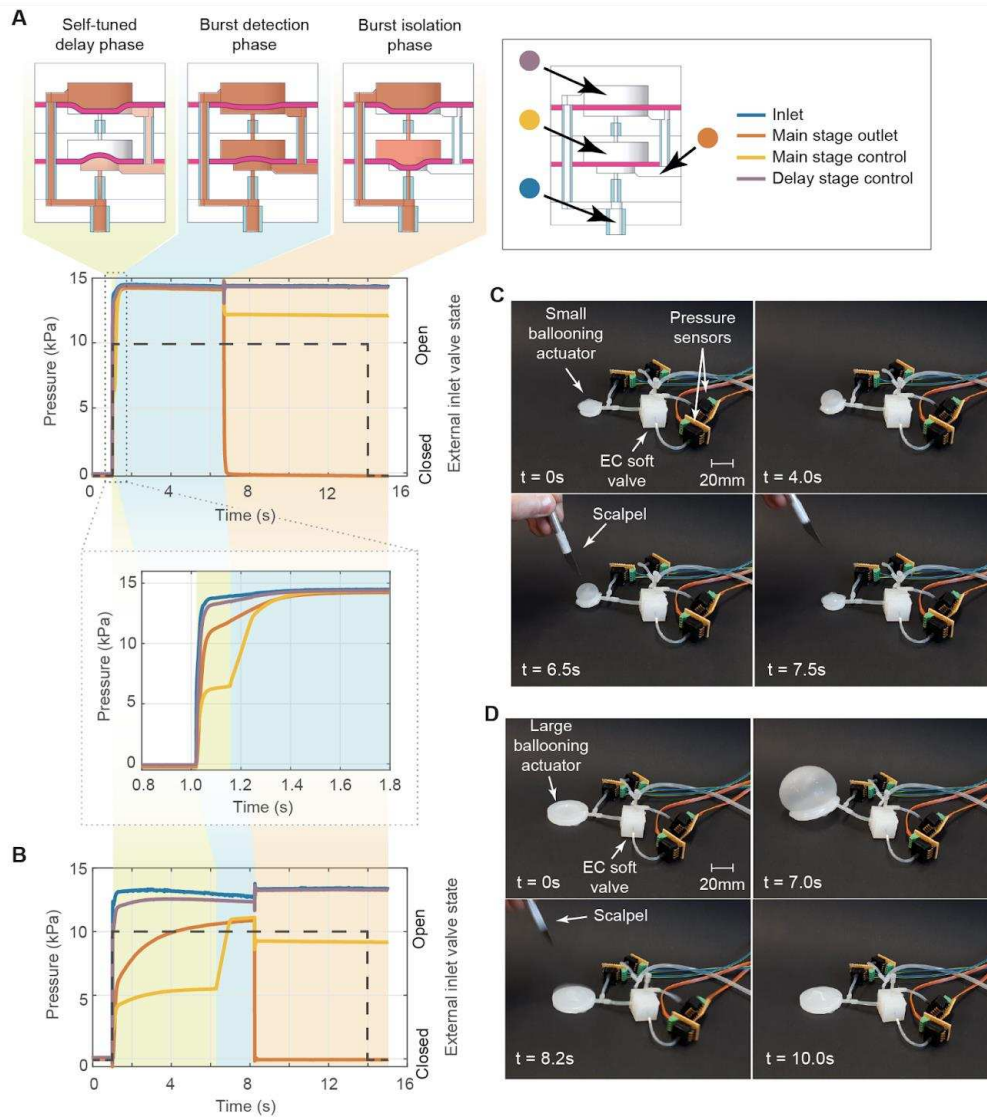 A
Self-tuned
delay phase
Burst detection
phase
Burst isolation
phase
Inlet
Main stage outlet
Main stage control
Delay stage control
15
10
5
0
Pressure (kPa)
0
4
8
12
16
Time (s)
Closed
Open
External inlet valve state
15
10
5
0
Pressure (kPa)
0.8
1.0
1.2
1.4
1.6
1.8
Time (s)
B
15
10
5
0
Pressure (kPa)
0
4
8
12
16
Time (s)
Closed
Open
External inlet valve state
C
Small
ballooning
actuator
Pressure
sensors
EC soft
valve
20mm
t = 0s
t = 4.0s
Scalpel
t = 6.5s
t = 7.5s
D
Large
ballooning
actuator
EC soft
valve
20mm
t = 0s
t = 7.0s
Scalpel
t = 8.2s
t = 10.0s